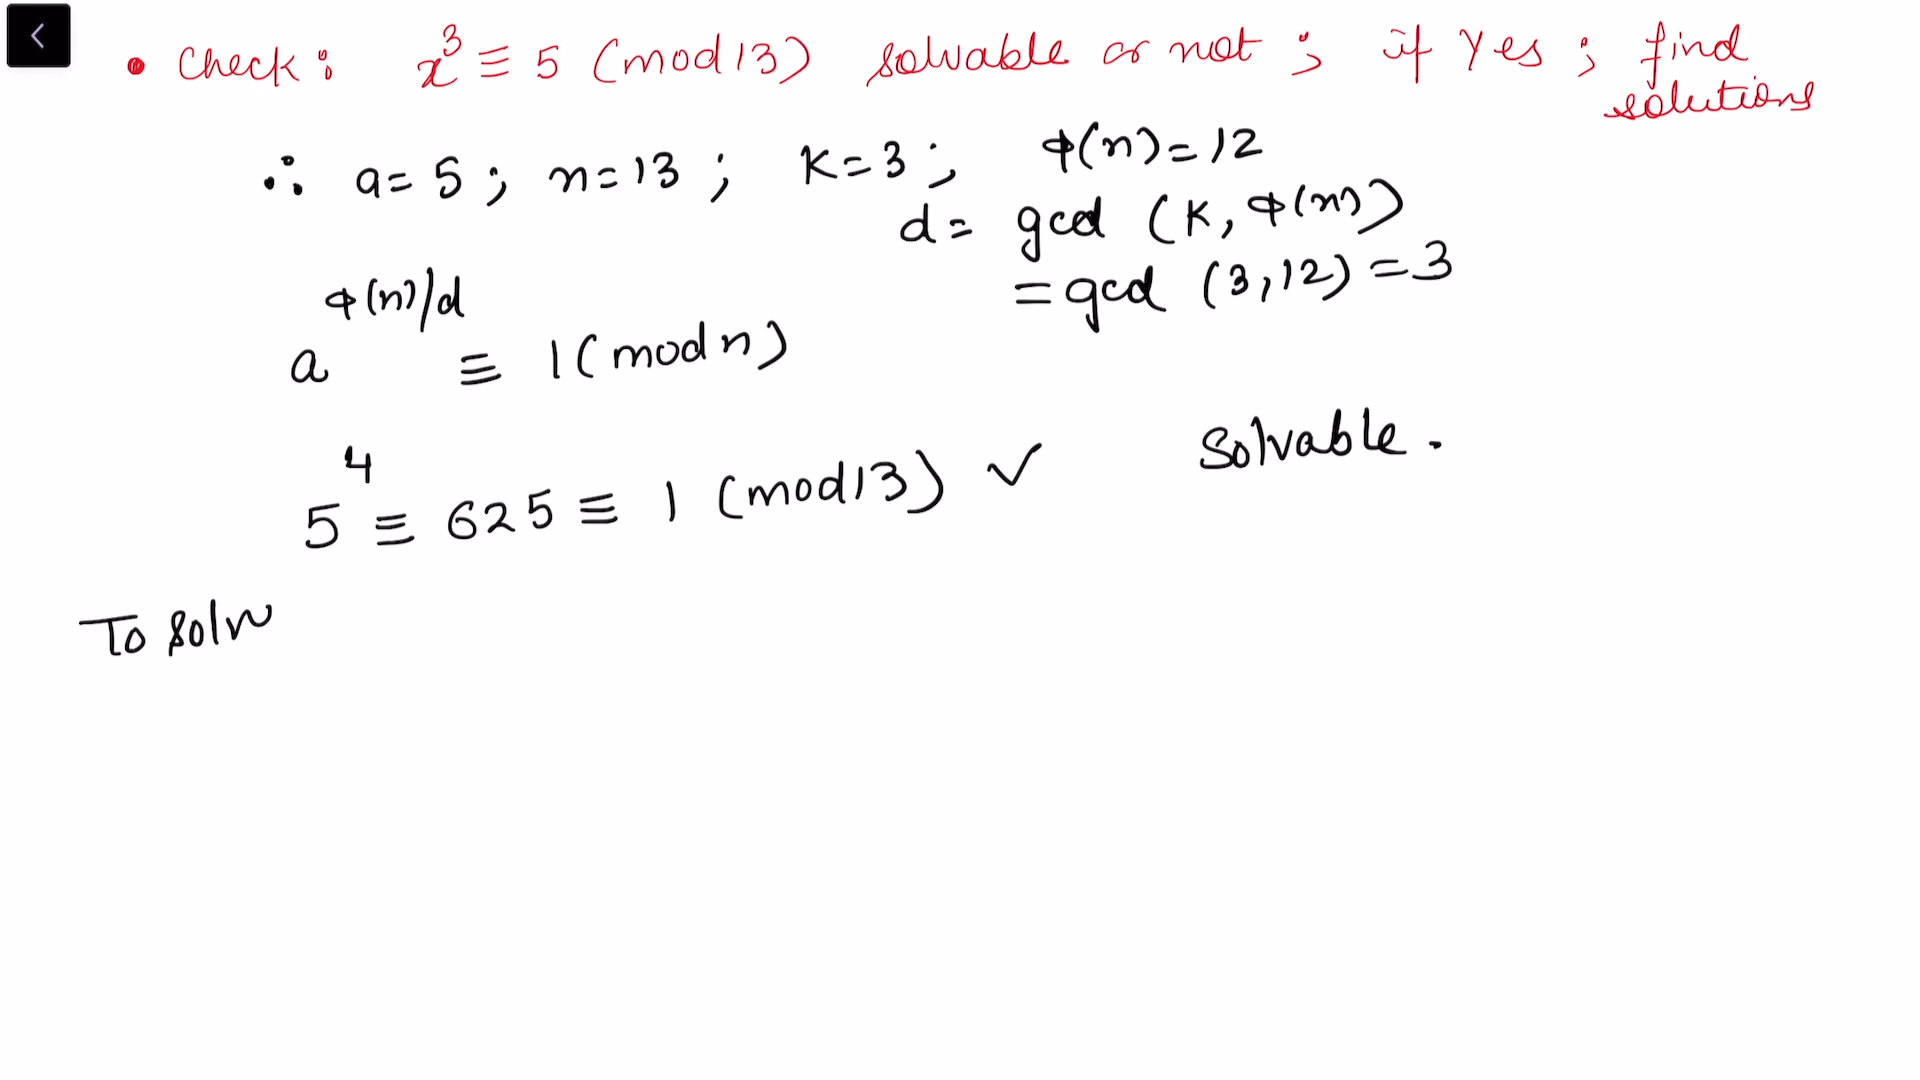 • check : x³ ≡ 5 (mod 13) solvable or not ; if Yes ; find
solutions
∴ a = 5 ; n = 13 ; K = 3 ; φ(n) = 12
d = gcd (K, φ(n))
= gcd (3, 12) = 3
a^φ(n)/d ≡ 1 (mod n)
5⁴ ≡ 625 ≡ 1 (mod 13) ✓ Solvable .
To solv